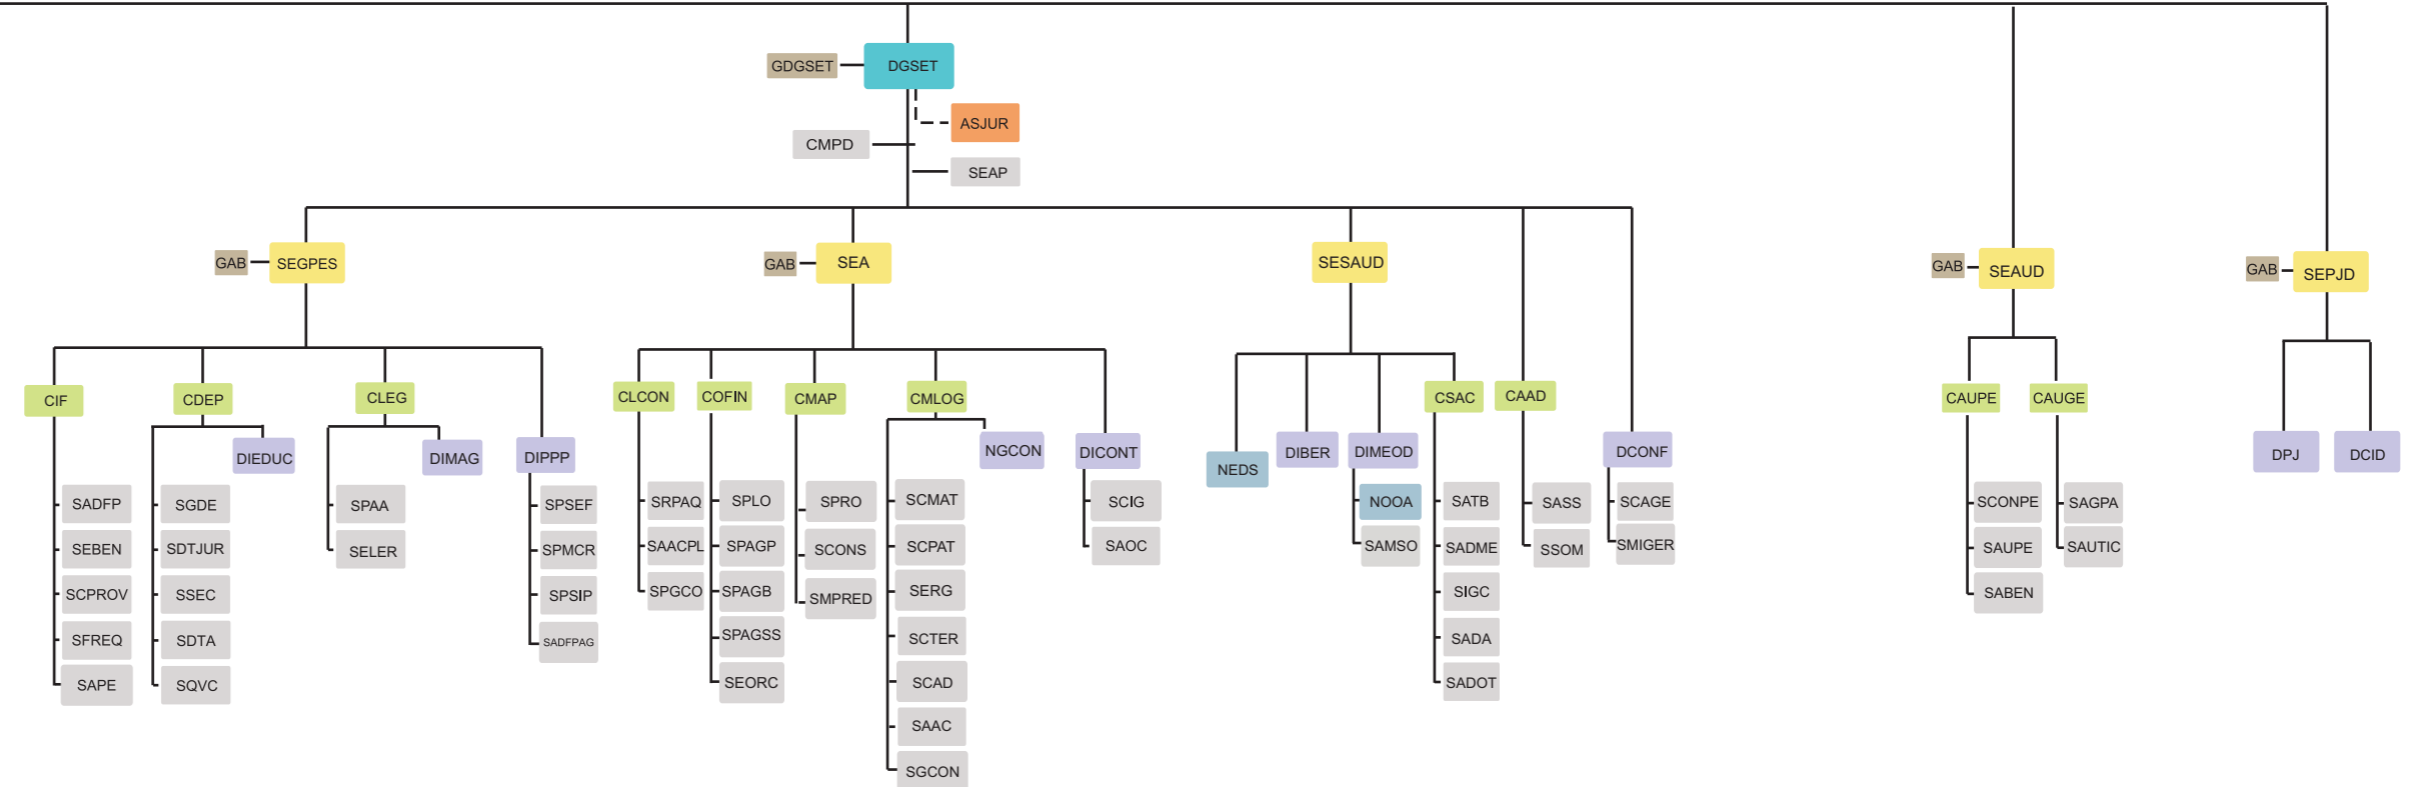 GDGSET
DGSET
ASJUR
CMPD
SEAP
GAB
SEGPES
GAB
SEA
SESAUD
GAB
SEAUD
GAB
SEPJD
CIF
CDEP
CLEG
CLCON
COFIN
CMAP
CMLOG
CSAC
CAAD
CAUPE
CAUGE
DIEDUC
DIMAG
DIPPP
NGCON
DICONT
NEDS
DIBER
DIMEOD
DCONF
DPJ
DCID
SADFP
SEBEN
SCPROV
SFREQ
SAPE
SGDE
SDTJUR
SSEC
SDTA
SQVC
SPAA
SELER
SPSEF
SPMCR
SPSIP
SADFPAG
SRPAQ
SAACPL
SPGCO
SPLO
SPAGP
SPAGB
SPAGSS
SEORC
SPRO
SCONS
SMPRED
SCMAT
SCPAT
SERG
SCTER
SCAD
SAAC
SGCON
SCIG
SAOC
NOOA
SAMSO
SATB
SADME
SIGC
SADA
SADOT
SASS
SSOM
SCAGE
SMIGER
SCONPE
SAUPE
SABEN
SAGPA
SAUTIC